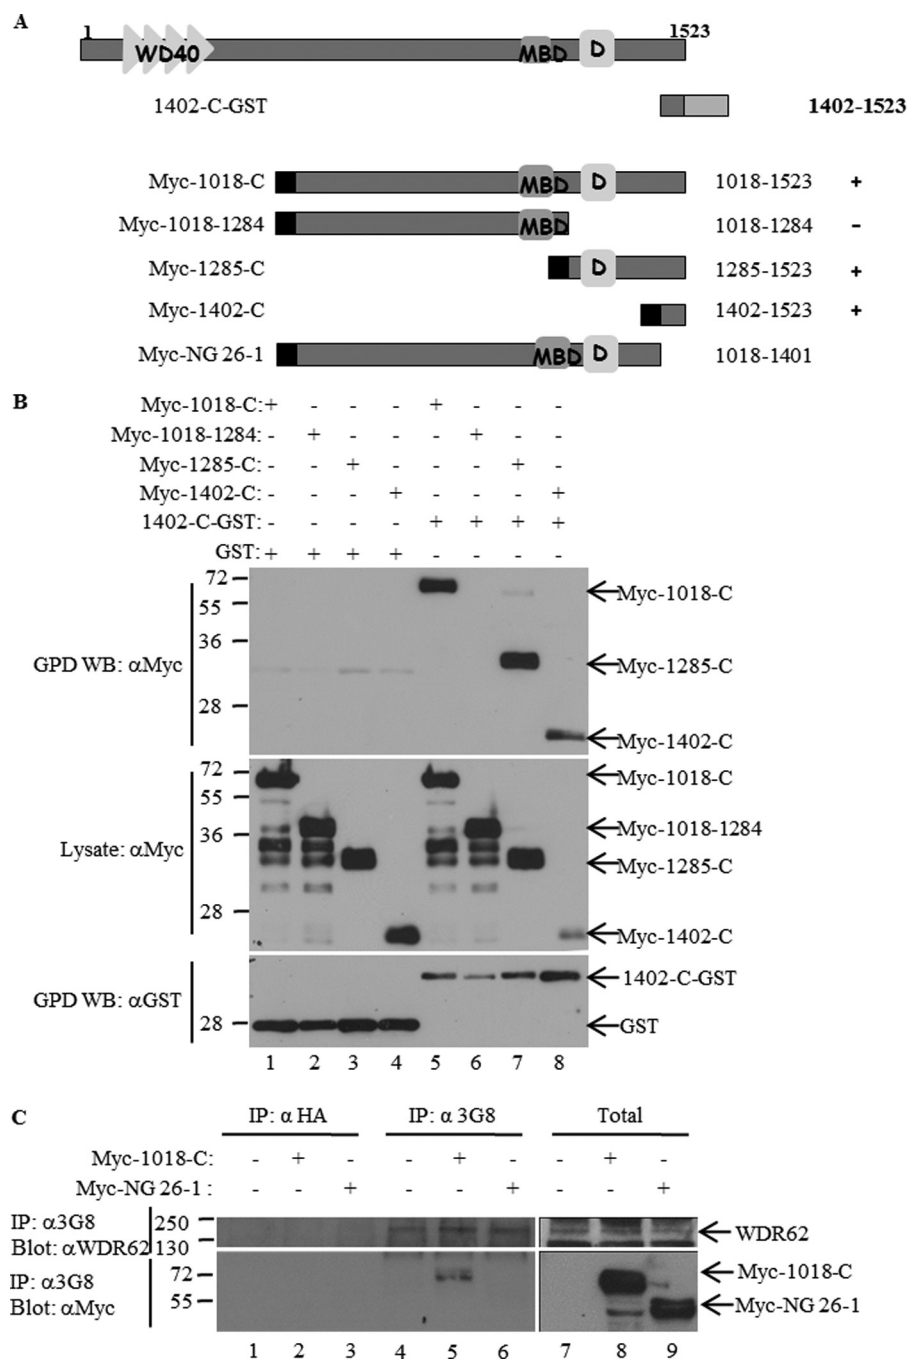 A
1 1523
WD40 MBD D
1402-C-GST 1402-1523
Myc-1018-C MBD D 1018-1523 +
Myc-1018-1284 MBD 1018-1284 -
Myc-1285-C D 1285-1523 +
Myc-1402-C 1402-1523 +
Myc-NG 26-1 MBD D 1018-1401
B
Myc-1018-C: + - - - + - - -
Myc-1018-1284: - + - - - + - -
Myc-1285-C: - - + - - - + -
Myc-1402-C: - - - + - - - +
1402-C-GST: - - - - + + + +
GST: + + + + - - - -
72
55
36
28
GPD WB: αMyc
Myc-1018-C
Myc-1285-C
Myc-1402-C
72
55
36
28
Lysate: αMyc
Myc-1018-C
Myc-1018-1284
Myc-1285-C
Myc-1402-C
GPD WB: αGST
28
1402-C-GST
GST
1 2 3 4 5 6 7 8
C
IP: α HA IP: α 3G8 Total
Myc-1018-C: - + - - + - - + -
Myc-NG 26-1 : - - + - - + - - +
IP: α3G8
Blot: αWDR62
250
130
WDR62
IP: α3G8
Blot: αMyc
72
55
Myc-1018-C
Myc-NG 26-1
1 2 3 4 5 6 7 8 9